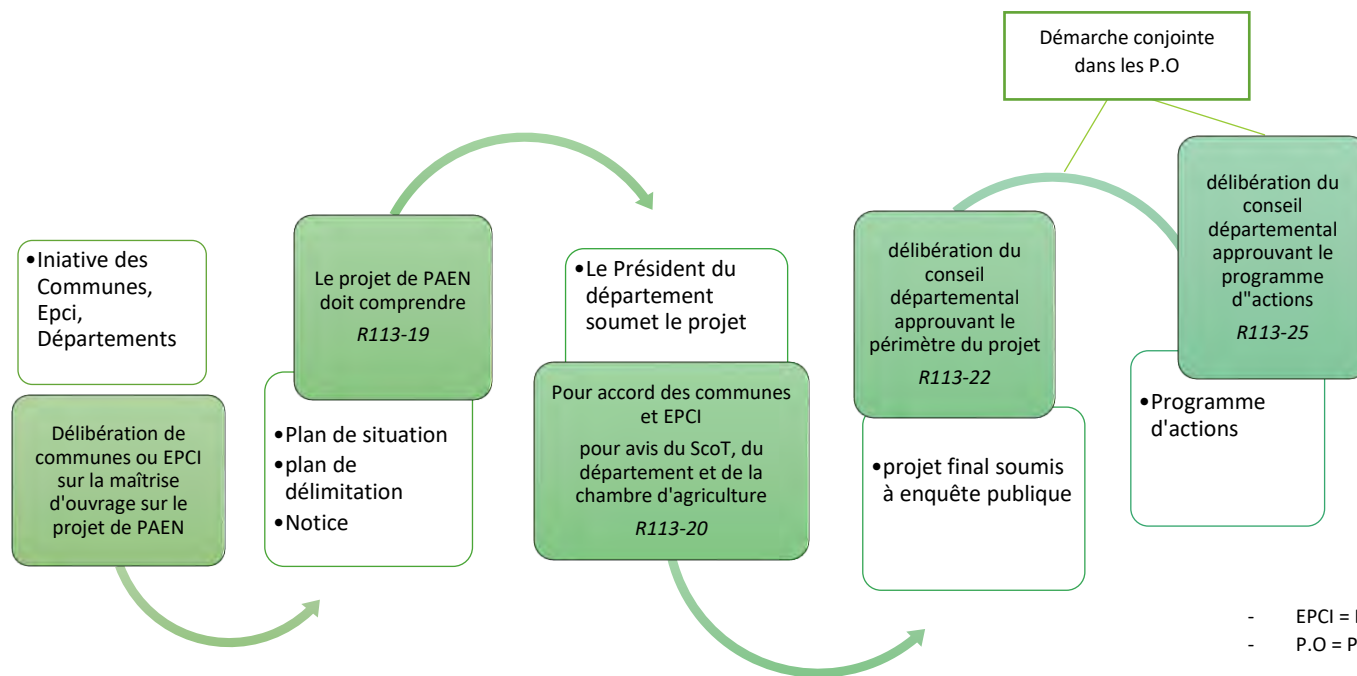 •Iniative des
Communes,
Epci,
Départements
Délibération de
communes ou EPCI
sur la maîtrise
d'ouvrage sur le
projet de PAEN
Le projet de PAEN
doit comprendre
R113-19
•Plan de situation
•plan de
délimitation
•Notice
•Le Président du
département
soumet le projet
Pour accord des communes
et EPCI
pour avis du ScoT, du
département et de la
chambre d'agriculture
R113-20
délibération du
conseil
départemental
approuvant le
périmètre du projet
R113-22
•projet final soumis
à enquête publique
Démarche conjointe
dans les P.O
délibération du
conseil
départemental
approuvant le
programme
d"actions
R113-25
•Programme
d'actions
- EPCI =
- P.O = P